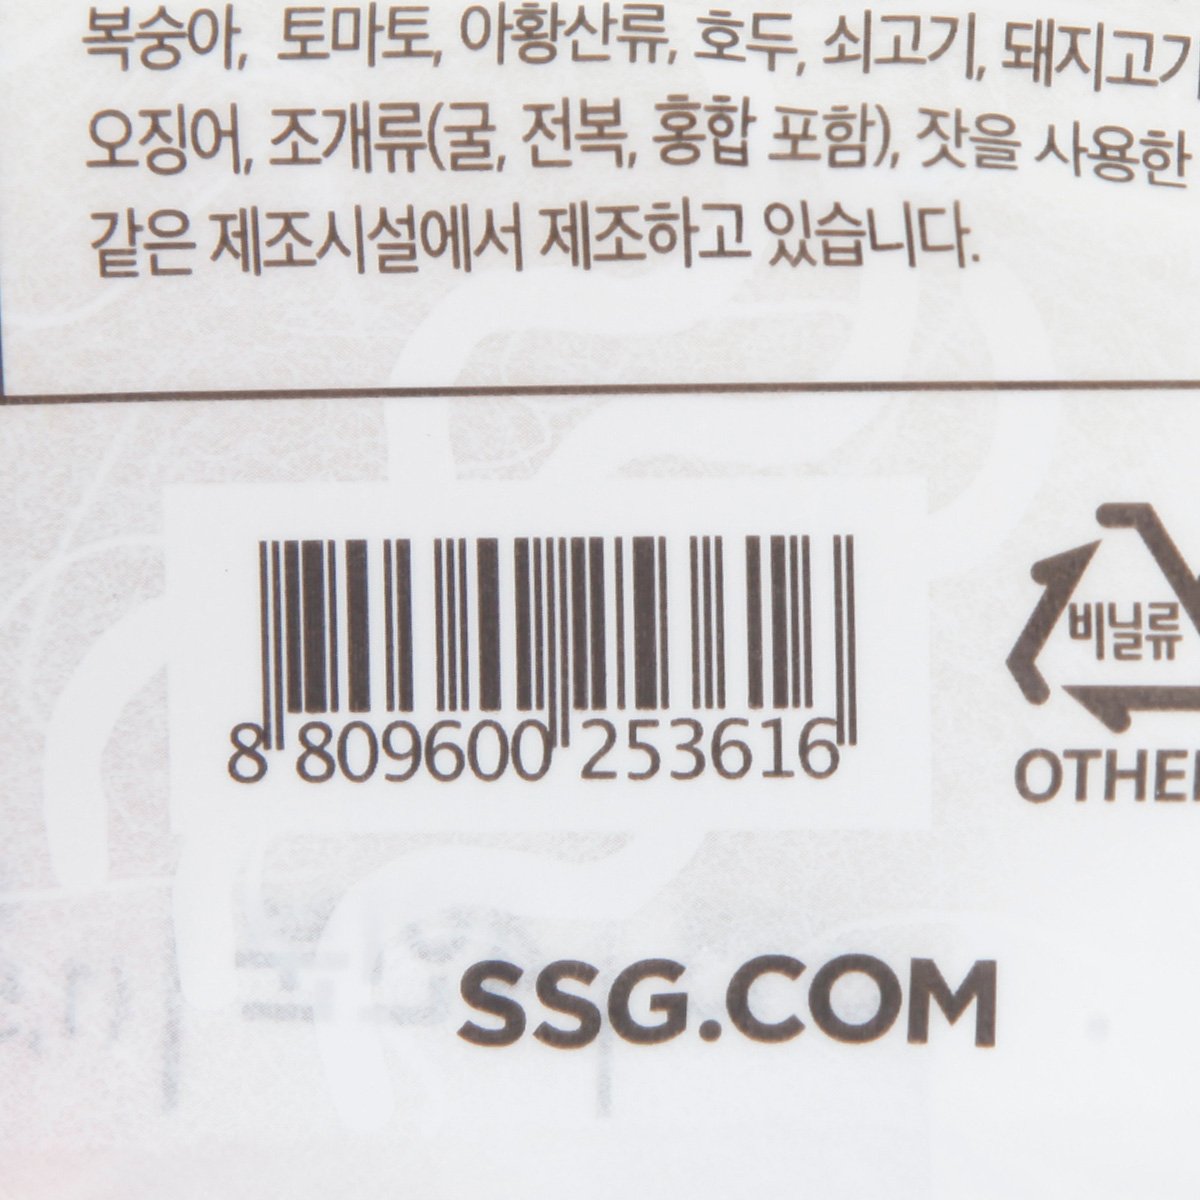 복숭아, 토마토, 아황산류, 호두, 쇠고기, 돼지고기
오징어, 조개류(굴, 전복, 홍합 포함), 잣을 사용한
같은 제조시설에서 제조하고 있습니다.
8 809600 253616
비닐류
OTHER
SSG.COM